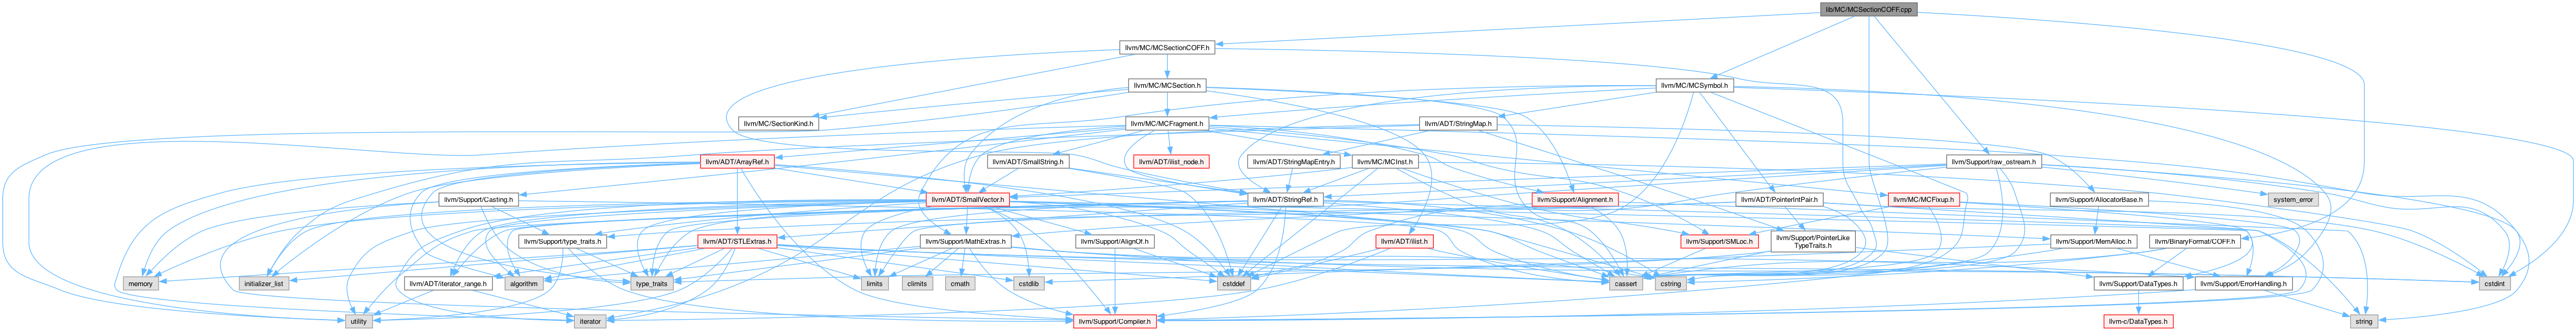 lib/MC/MCSectionCOFF.cpp
llvm/MC/MCSectionCOFF.h
llvm/MC/MCSection.h
llvm/MC/MCSymbol.h
llvm/MC/SectionKind.h
llvm/MC/MCFragment.h
llvm/ADT/StringMap.h
llvm/ADT/ArrayRef.h
llvm/ADT/SmallString.h
llvm/ADT/ilist_node.h
llvm/ADT/StringMapEntry.h
llvm/MC/MCInst.h
llvm/Support/raw_ostream.h
llvm/Support/Casting.h
llvm/ADT/SmallVector.h
llvm/ADT/StringRef.h
llvm/Support/Alignment.h
llvm/ADT/PointerIntPair.h
llvm/MC/MCFixup.h
llvm/Support/AllocatorBase.h
system_error
llvm/Support/type_traits.h
llvm/ADT/STLExtras.h
llvm/Support/MathExtras.h
llvm/Support/AlignOf.h
llvm/ADT/ilist.h
llvm/Support/SMLoc.h
llvm/Support/PointerLike
TypeTraits.h
llvm/Support/MemAlloc.h
llvm/BinaryFormat/COFF.h
memory
initializer_list
llvm/ADT/iterator_range.h
algorithm
type_traits
cstdlib
limits
climits
cmath
cstddef
cassert
cstring
llvm/Support/DataTypes.h
llvm/Support/ErrorHandling.h
cstdint
utility
iterator
llvm/Support/Compiler.h
llvm-c/DataTypes.h
string